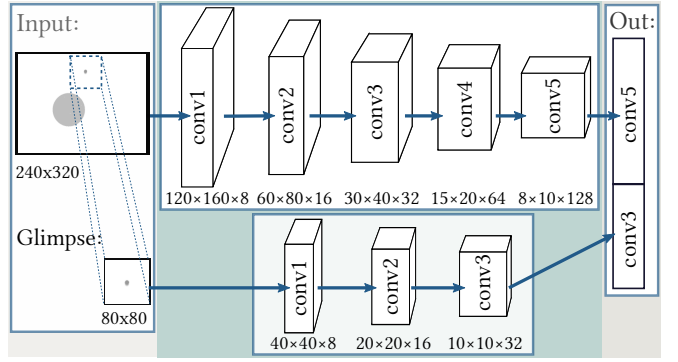 Input:
Out:
conv1
conv2
conv3
conv4
conv5
conv5
240x320
120×160×8
60×80×16
30×40×32
15×20×64
8×10×128
Glimpse:
conv1
conv2
conv3
conv3
80x80
40×40×8
20×20×16
10×10×32